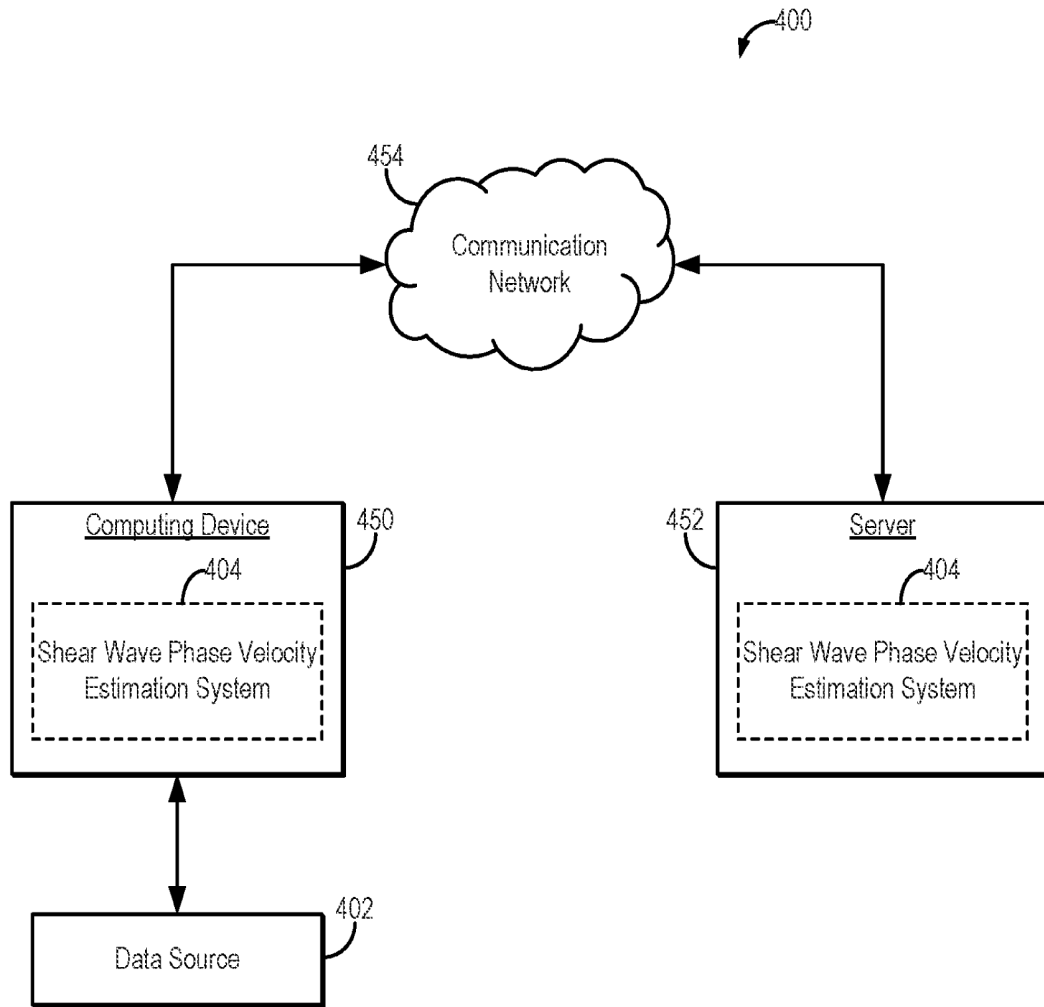 400
454
Communication
Network
Computing Device
450
404
Shear Wave Phase Velocity
Estimation System
452
Server
404
Shear Wave Phase Velocity
Estimation System
402
Data Source